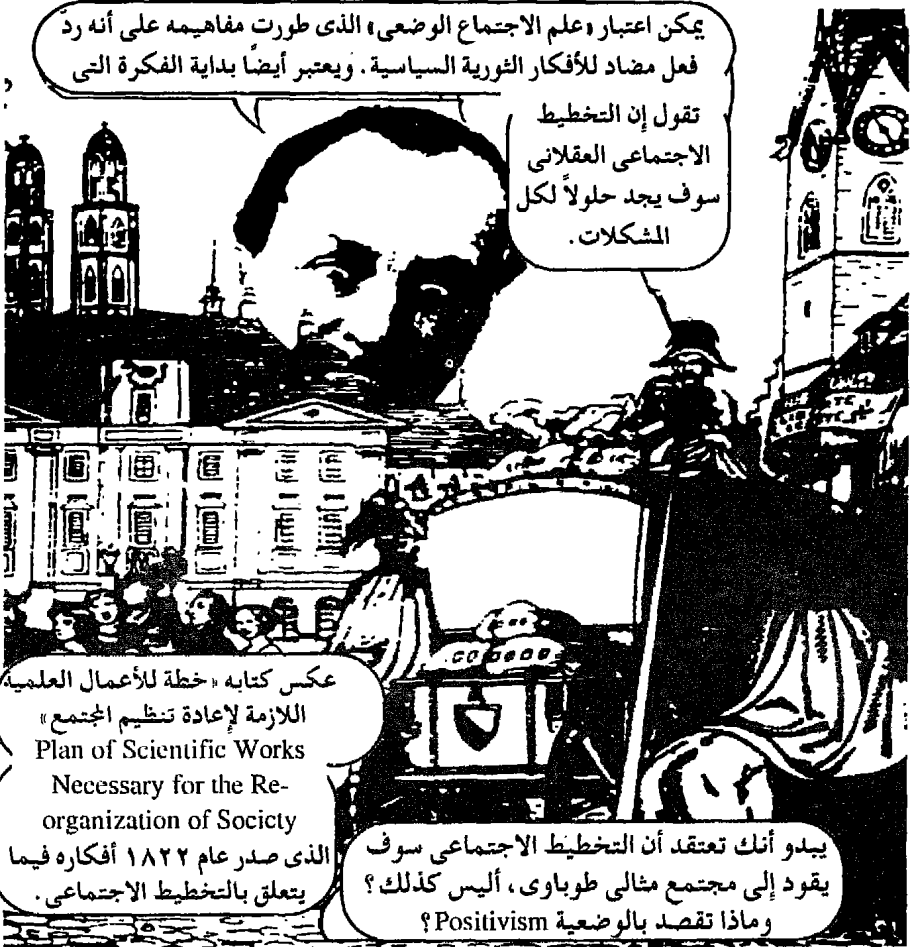 يمكن اعتبار «علم الاجتماع الوضعى» الذى طورت مفاهيمه على أنه ردّ
فعل مضاد للأفكار الثورية السياسية. ويعتبر أيضًا بداية الفكرة التى
تقول إن التخطيط
الاجتماعى العقلانى
سوف يجد حلولاً لكل
المشكلات.
عكس كتابه «خطة للأعمال العلمية
اللازمة لإعادة تنظيم المجتمع»
Plan of Scientific Works
Necessary for the Re-
organization of Society
الذى صدر عام ١٨٢٢ أفكاره فيما
يتعلق بالتخطيط الاجتماعى.
يبدو أنك تعتقد أن التخطيط الاجتماعى سوف
يقود إلى مجتمع مثالى طوباوى، أليس كذلك؟
وماذا تقصد بالوضعية Positivism؟